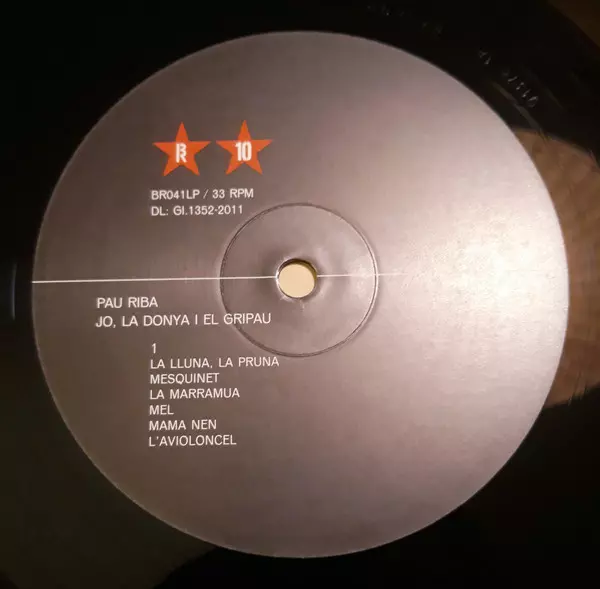 BR 10
BR041LP / 33 RPM
DL: GI.1352-2011
PAU RIBA
JO, LA DONYA I EL GRIPAU
1
LA LLUNA, LA PRUNA
MESQUINET
LA MARRAMUA
MEL
MAMA NEN
L'AVIOLONCEL